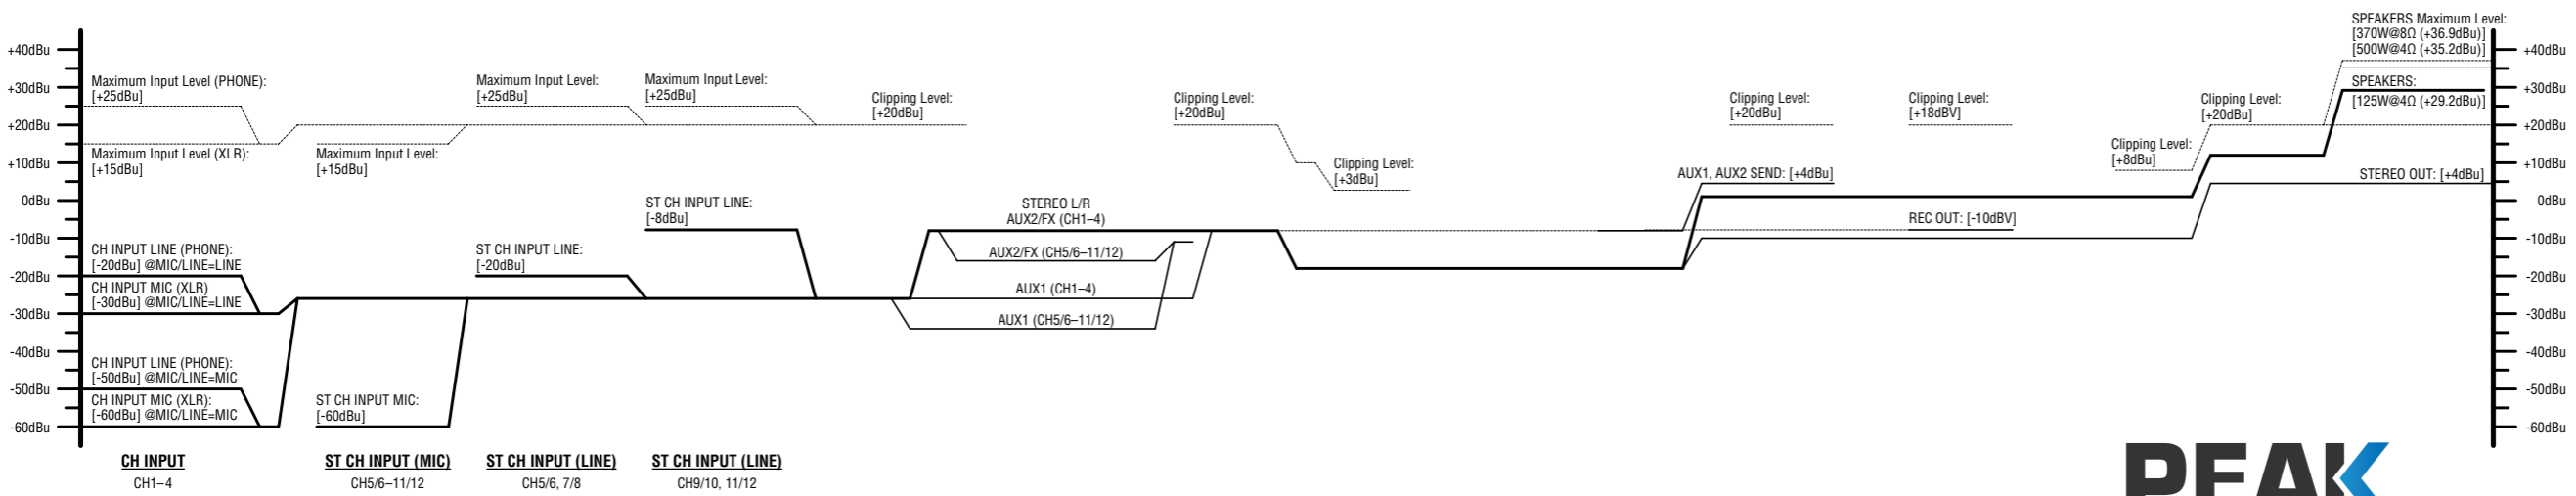 +40dBu
+30dBu
+20dBu
+10dBu
0dBu
-10dBu
-20dBu
-30dBu
-40dBu
-50dBu
-60dBu
Maximum Input Level (PHONE):
[+25dBu]
Maximum Input Level (XLR):
[+15dBu]
CH INPUT LINE (PHONE):
[-20dBu] @MIC/LINE=LINE
CH INPUT MIC (XLR)
[-30dBu] @MIC/LINE=LINE
CH INPUT LINE (PHONE):
[-50dBu] @MIC/LINE=MIC
CH INPUT MIC (XLR):
[-60dBu] @MIC/LINE=MIC
CH INPUT
CH1–4
Maximum Input Level:
[+15dBu]
ST CH INPUT MIC:
[-60dBu]
ST CH INPUT (MIC)
CH5/6–11/12
Maximum Input Level:
[+25dBu]
ST CH INPUT LINE:
[-20dBu]
ST CH INPUT (LINE)
CH5/6, 7/8
Maximum Input Level:
[+25dBu]
ST CH INPUT LINE:
[-8dBu]
ST CH INPUT (LINE)
CH9/10, 11/12
Clipping Level:
[+20dBu]
STEREO L/R
AUX2/FX (CH1–4)
AUX2/FX (CH5/6–11/12)
AUX1 (CH1–4)
AUX1 (CH5/6–11/12)
Clipping Level:
[+20dBu]
Clipping Level:
[+3dBu]
Clipping Level:
[+20dBu]
AUX1, AUX2 SEND: [+4dBu]
Clipping Level:
[+18dBV]
REC OUT: [-10dBV]
Clipping Level:
[+8dBu]
Clipping Level:
[+20dBu]
SPEAKERS Maximum Level:
[370W@8Ω (+36.9dBu)]
[500W@4Ω (+35.2dBu)]
SPEAKERS:
[125W@4Ω (+29.2dBu)]
STEREO OUT: [+4dBu]
+40dBu
+30dBu
+20dBu
+10dBu
0dBu
-10dBu
-20dBu
-30dBu
-40dBu
-50dBu
-60dBu
PEAK